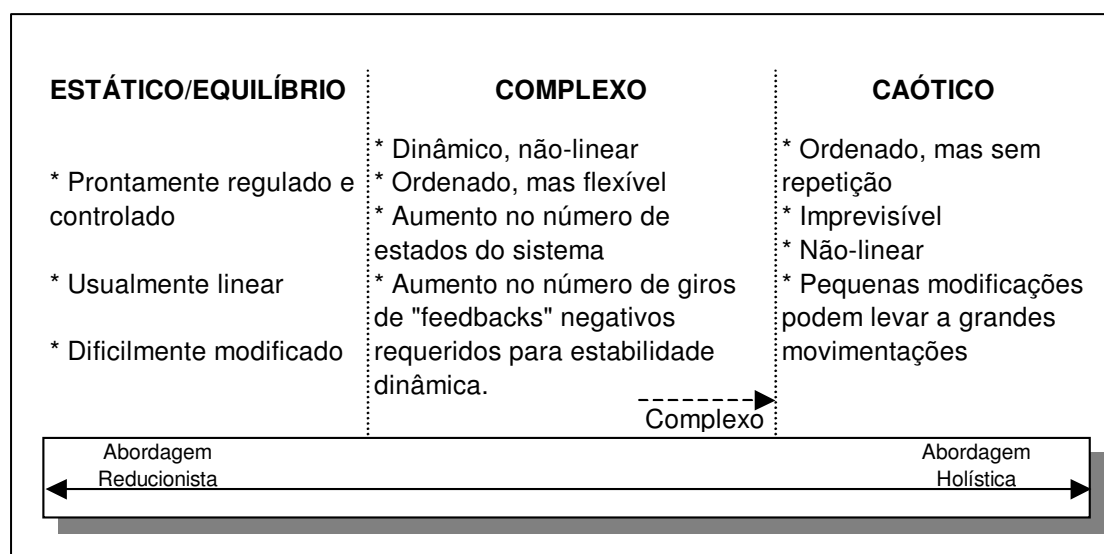 ESTÁTICO/EQUILÍBRIO
* Prontamente regulado e
controlado
* Usualmente linear
* Dificilmente modificado
COMPLEXO
* Dinâmico, não-linear
* Ordenado, mas flexível
* Aumento no número de
estados do sistema
* Aumento no número de giros
de "feedbacks" negativos
requeridos para estabilidade
dinâmica.
Complexo
CAÓTICO
* Ordenado, mas sem
repetição
* Imprevisível
* Não-linear
* Pequenas modificações
podem levar a grandes
movimentações
Abordagem
Reducionista
Abordagem
Holística